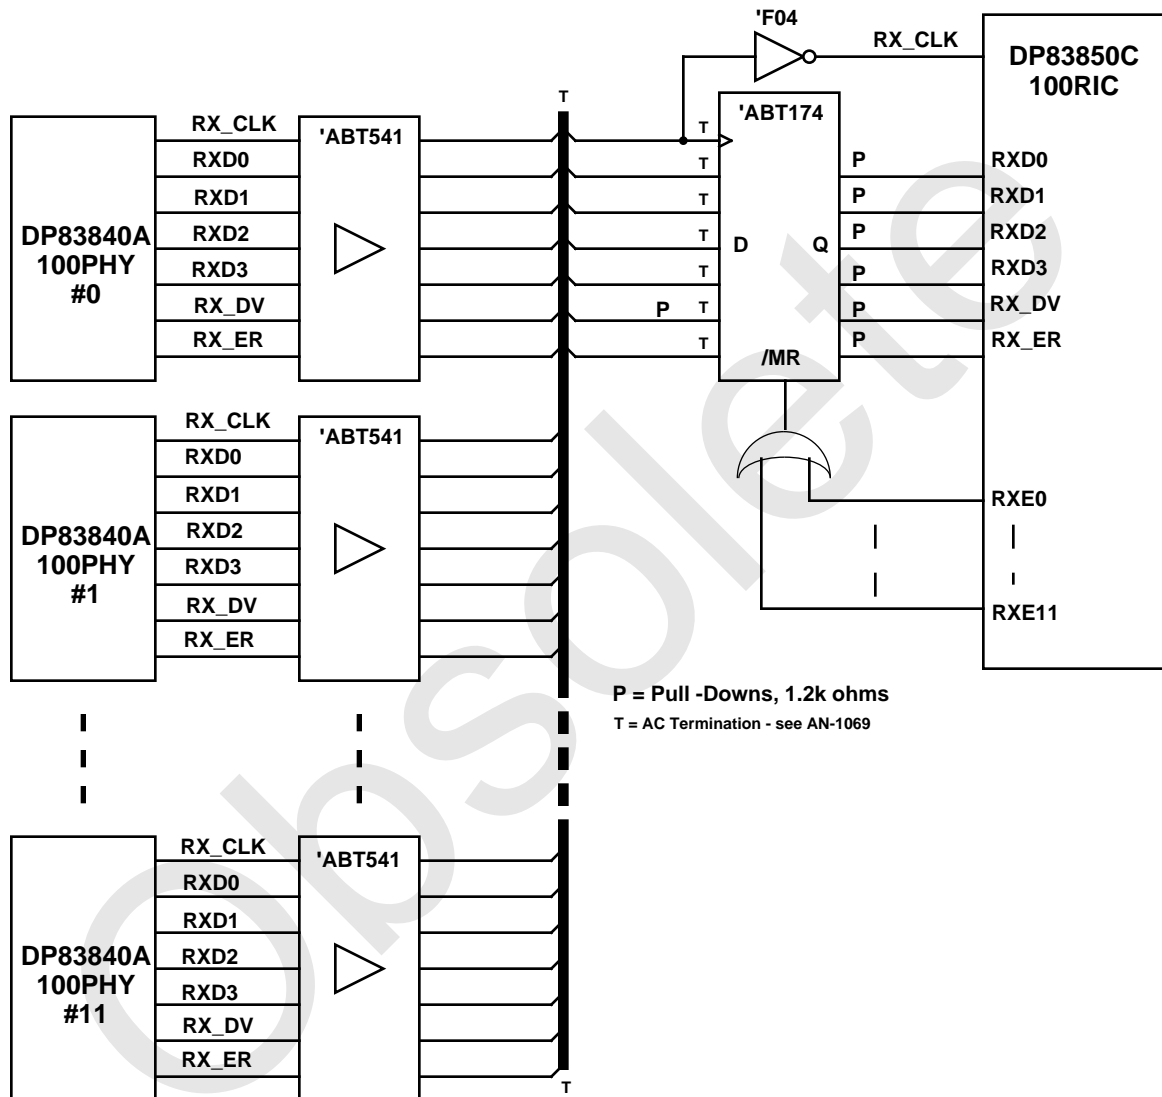 'F04
RX_CLK
DP83850C
100RIC
T
'ABT174
RX_CLK
'ABT541
T
RXD0
T
P
RXD0
RXD1
T
P
RXD1
DP83840A
100PHY
#0
RXD2
T
D
Q
P
RXD2
RXD3
T
P
RXD3
RX_DV
P
T
P
RX_DV
RX_ER
T
P
RX_ER
/MR
RX_CLK
'ABT541
RXD0
RXD1
RXE0
DP83840A
100PHY
#1
RXD2
RXD3
RX_DV
RXE11
RX_ER
P = Pull -Downs, 1.2k ohms
T = AC Termination - see AN-1069
RX_CLK
'ABT541
RXD0
RXD1
DP83840A
100PHY
#11
RXD2
RXD3
RX_DV
RX_ER
T
Obsolete